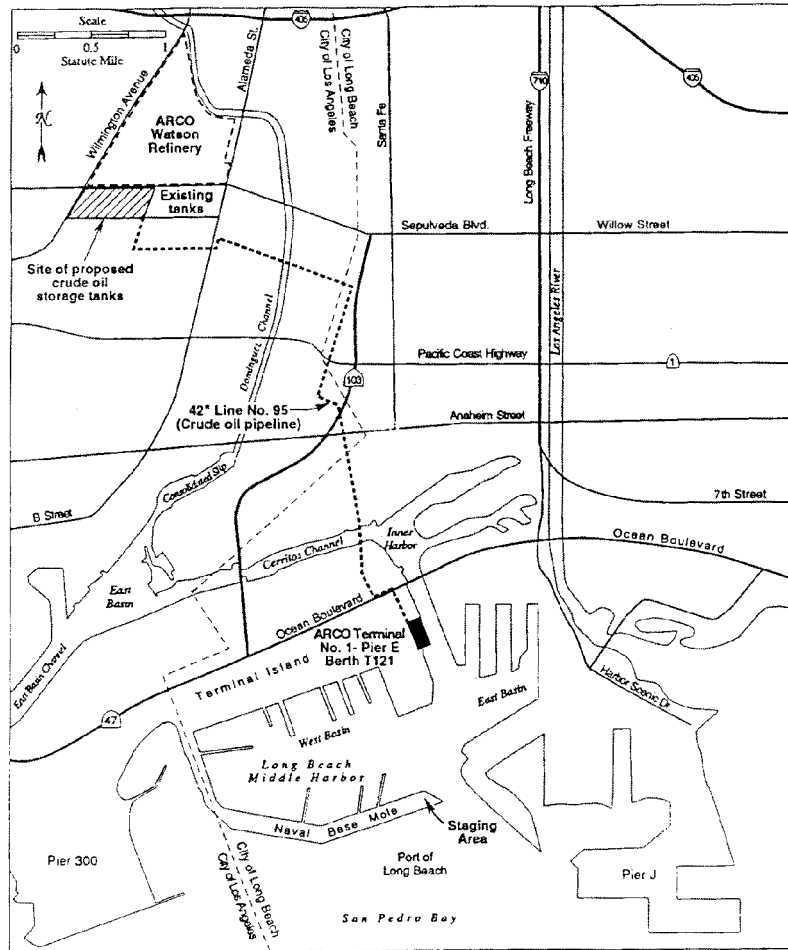 Scale
0 0.5 1
Statute Mile
N
Wilmington Avenue
Alameda St.
405
City of Long Beach
City of Los Angeles
Santa Fe
710
Long Beach Freeway
405
ARCO
Watson
Refinery
Existing
tanks
Site of proposed
crude oil
storage tanks
Dominguez Channel
Sepulveda Blvd.
Willow Street
Los Angeles River
Pacific Coast Highway
1
103
42" Line No. 95
(Crude oil pipeline)
Anaheim Street
Consolidated Slip
B Street
7th Street
Ocean Boulevard
Inner
Harbor
Cerritos Channel
East
Basin
Ocean Boulevard
ARCO Terminal
No. 1- Pier E
Berth T121
Terminal Island
East Basin Channel
47
East Basin
Harbor Scenic Dr.
West Basin
Long Beach
Middle Harbor
Naval Base Mole
Staging
Area
Pier 300
City of Long Beach
City of Los Angeles
Port of
Long Beach
Pier J
San Pedro Bay